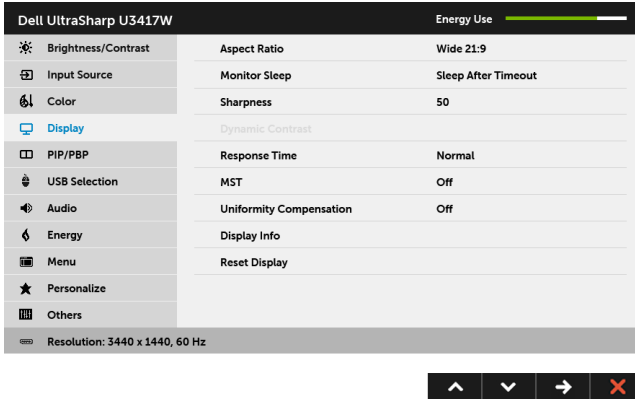 Dell UltraSharp U3417W Energy Use
Brightness/Contrast Aspect Ratio Wide 21:9
Input Source Monitor Sleep Sleep After Timeout
Color Sharpness 50
Display Dynamic Contrast
PIP/PBP Response Time Normal
USB Selection MST Off
Audio Uniformity Compensation Off
Energy Display Info
Menu Reset Display
Personalize
Others
Resolution: 3440 x 1440, 60 Hz